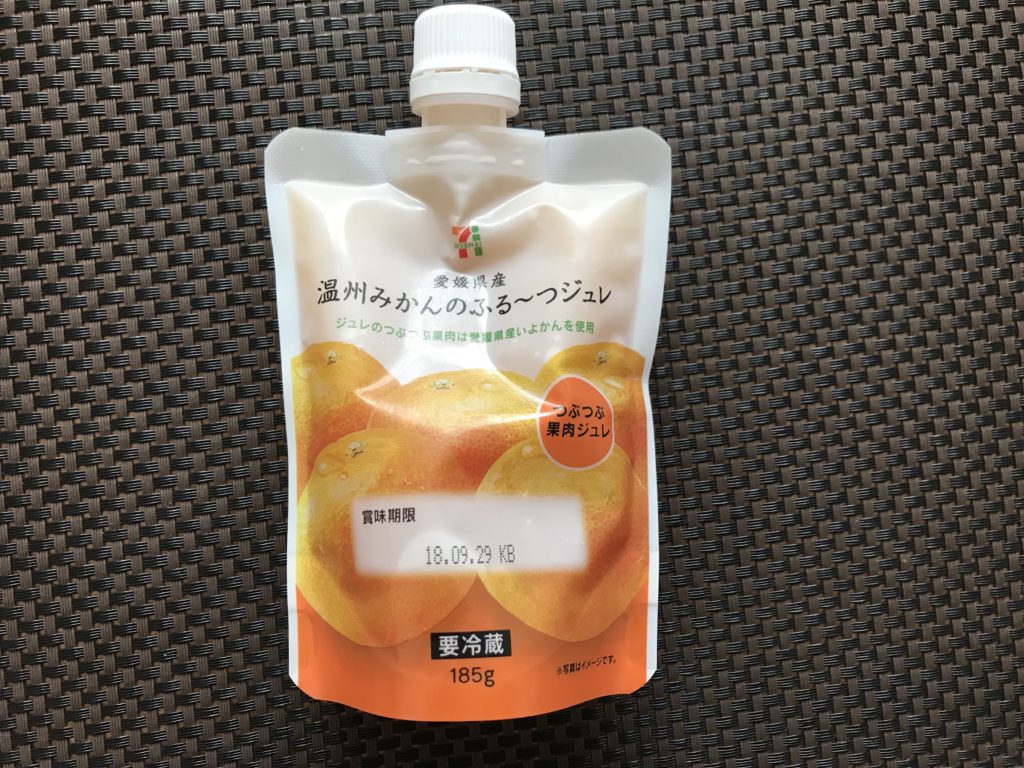 愛媛県産
温州みかんのふる〜つジュレ
ジュレのつぶつぶ果肉は愛媛県産いよかんを使用
つぶつぶ
果肉ジュレ
賞味期限
18.09.29 KB
要冷蔵
185g
※写真はイメージです。